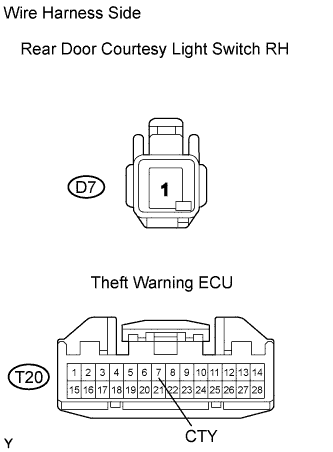 Wire Harness Side
Rear Door Courtesy Light Switch RH
D7
1
Theft Warning ECU
T20
1 2 3 4 5 6 7 8 9 10 11 12 13 14
15 16 17 18 19 20 21 22 23 24 25 26 27 28
CTY
Y